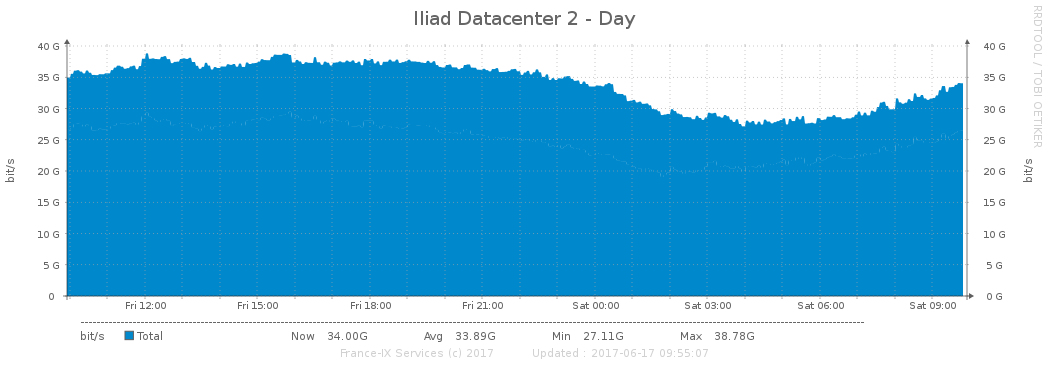 Iliad Datacenter 2 - Day
RRDTOOL / TOBI OETIKER
bit/s
bit/s
40 G 40 G
35 G 35 G
30 G 30 G
25 G 25 G
20 G 20 G
15 G 15 G
10 G 10 G
5 G 5 G
0 0 G
Fri 12:00 Fri 15:00 Fri 18:00 Fri 21:00 Sat 00:00 Sat 03:00 Sat 06:00 Sat 09:00
bit/s Total Now 34.00G Avg 33.89G Min 27.11G Max 38.78G
France-IX Services (c) 2017 Updated : 2017-06-17 09:55:07